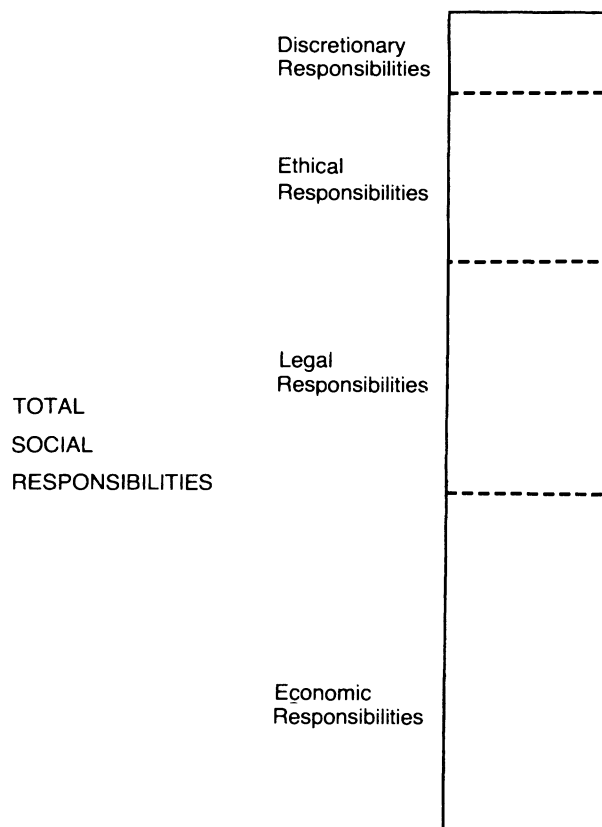 Discretionary
Responsibilities
Ethical
Responsibilities
Legal
Responsibilities
TOTAL
SOCIAL
RESPONSIBILITIES
Economic
Responsibilities